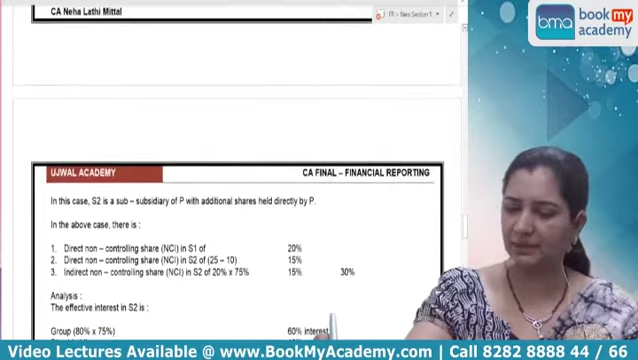 CA Neha Lathi Mittal
bma book my academy
UJWAL ACADEMY CA FINAL – FINANCIAL REPORTING
In this case, S2 is a sub – subsidiary of P with additional shares held directly by P.
In the above case, there is :
1. Direct non – controlling share (NCI) in S1 of 20%
2. Direct non – controlling share (NCI) in S2 of (25 – 10) 15%
3. Indirect non – controlling share (NCI) in S2 of 20% x 75% 15% 30%
Analysis:
The effective interest in S2 is :
Group (80% x 75%) 60% interest
Video Lectures Available @ www.BookMyAcademy.com | Call 8282 8888 44 / 66